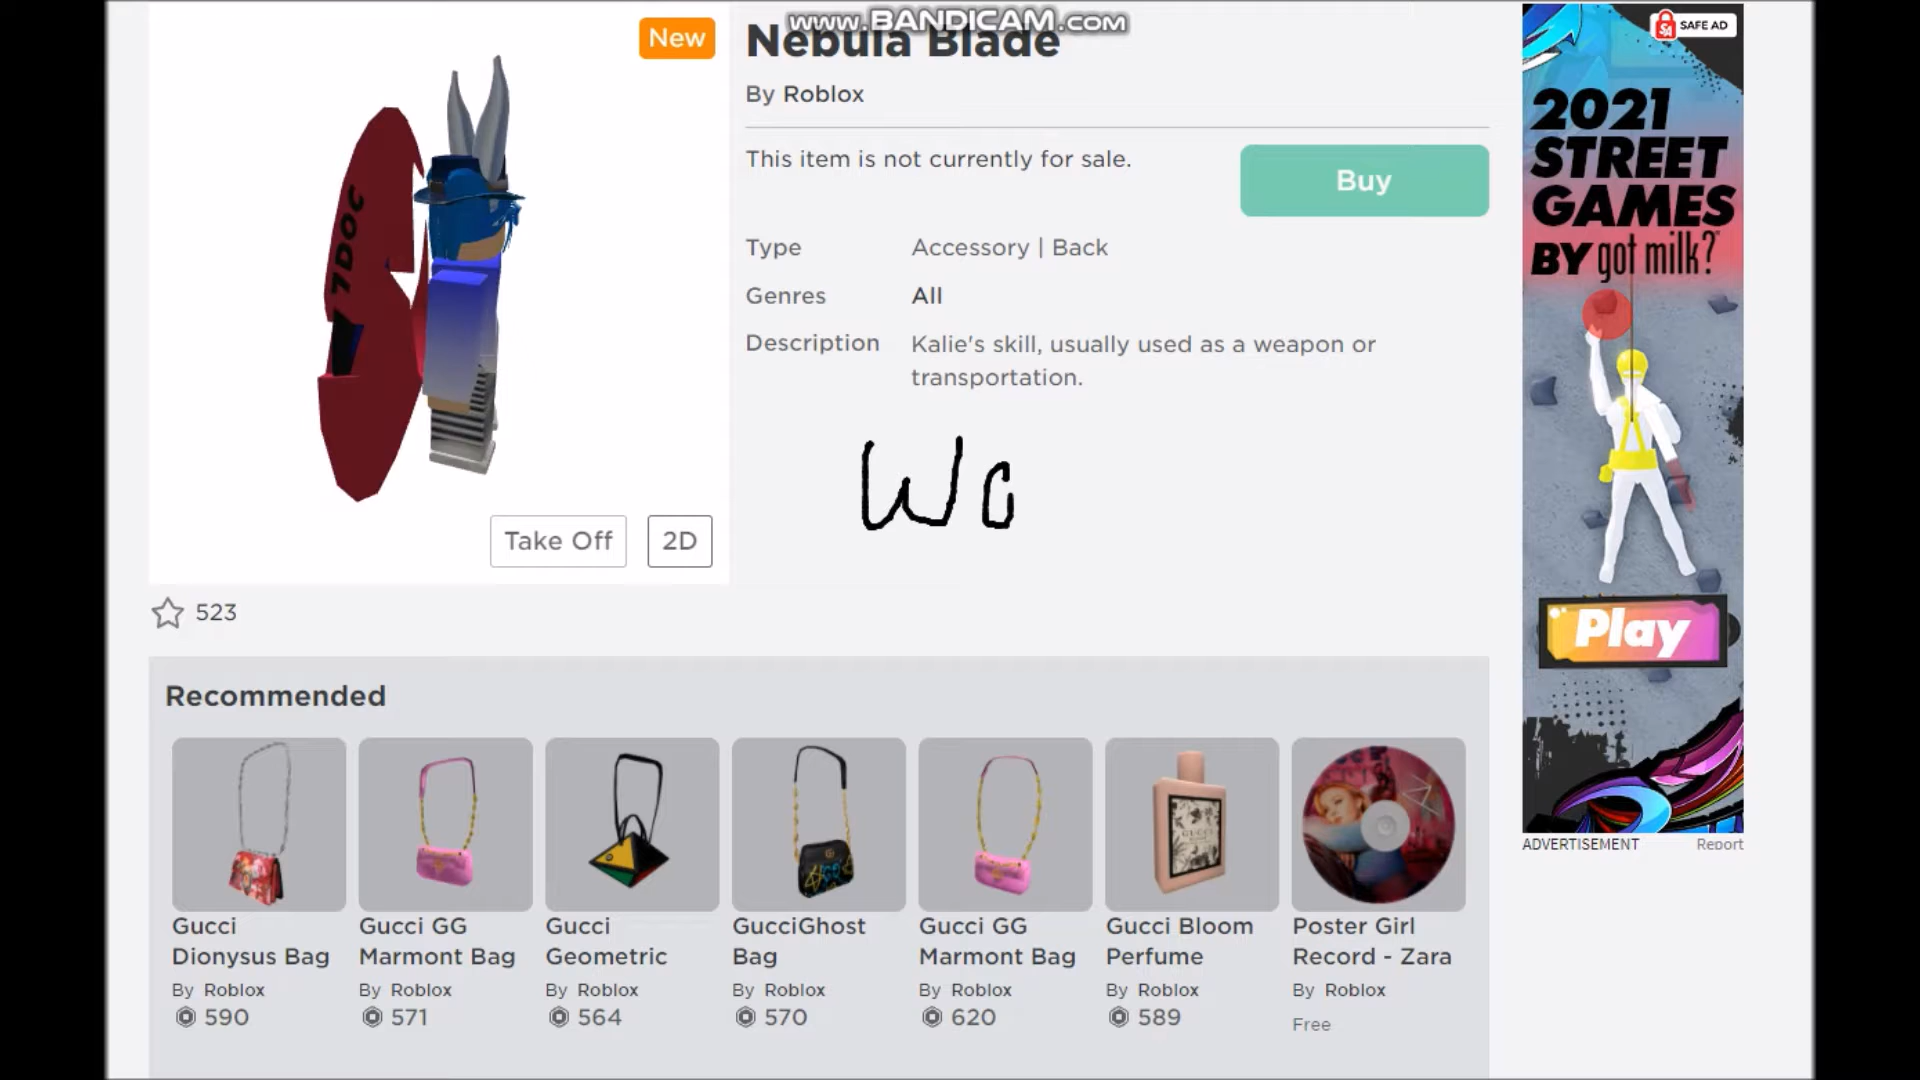 www.BANDICAM.com
New
Nebula Blade
By Roblox
This item is not currently for sale.
Buy
Type Accessory | Back
Genres All
Description Kalie's skill, usually used as a weapon or
transportation.
Take Off
2D
523
Recommended
Gucci
Dionysus Bag
By Roblox
590
Gucci GG
Marmont Bag
By Roblox
571
Gucci
Geometric
By Roblox
564
GucciGhost
Bag
By Roblox
570
Gucci GG
Marmont Bag
By Roblox
620
Gucci Bloom
Perfume
By Roblox
589
Poster Girl
Record - Zara
By Roblox
Free
SAFE AD
2021
STREET
GAMES
BY got milk?
Play
ADVERTISEMENT Report